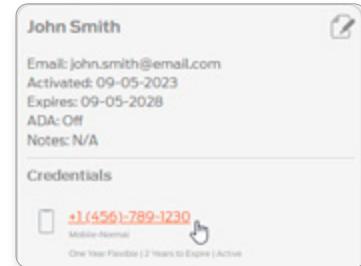 John Smith
Email: john.smith@email.com
Activated: 09-05-2023
Expires: 09-05-2028
ADA: Off
Notes: N/A
Credentials
+1 (456)-789-1230
Mobile-Normal
One Year Flexible | 2 Years to Expire | Active